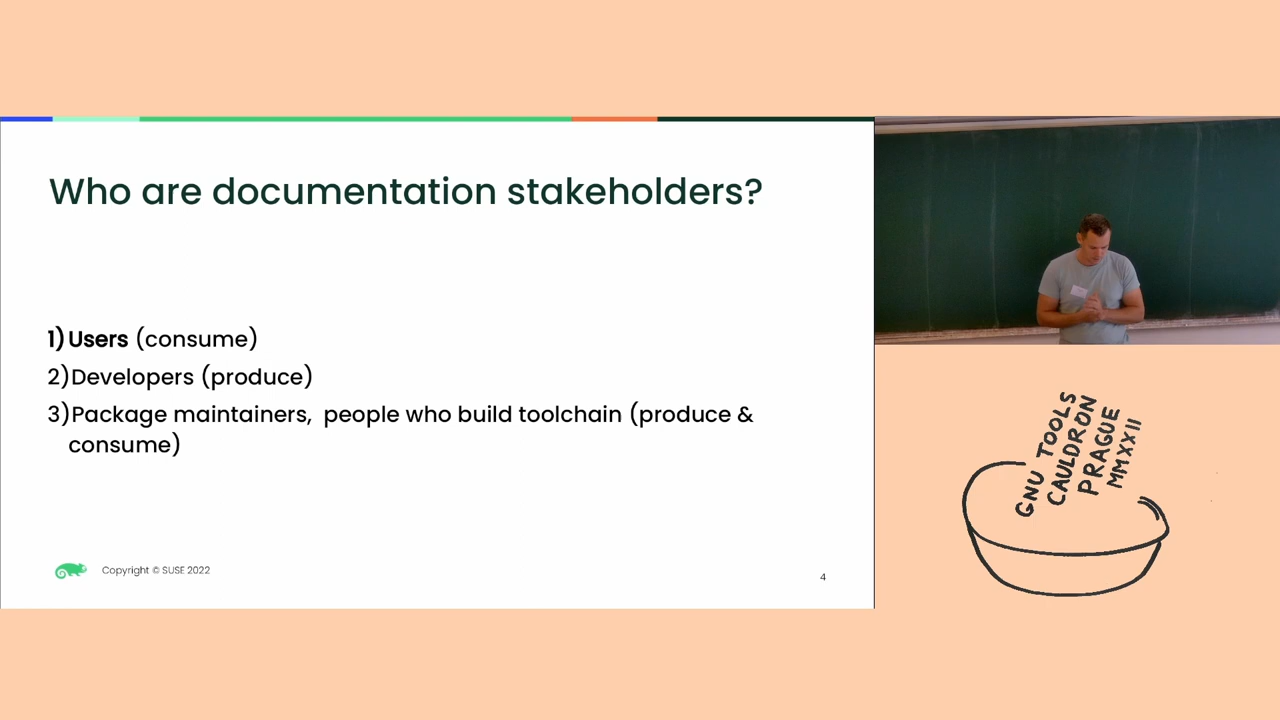 Who are documentation stakeholders?
1) Users (consume)
2)Developers (produce)
3)Package maintainers,  people who build toolchain (produce &
consume)
Copyright © SUSE 2022
4
GNU TOOLS
CAULDRON
PRAGUE
MMXXII